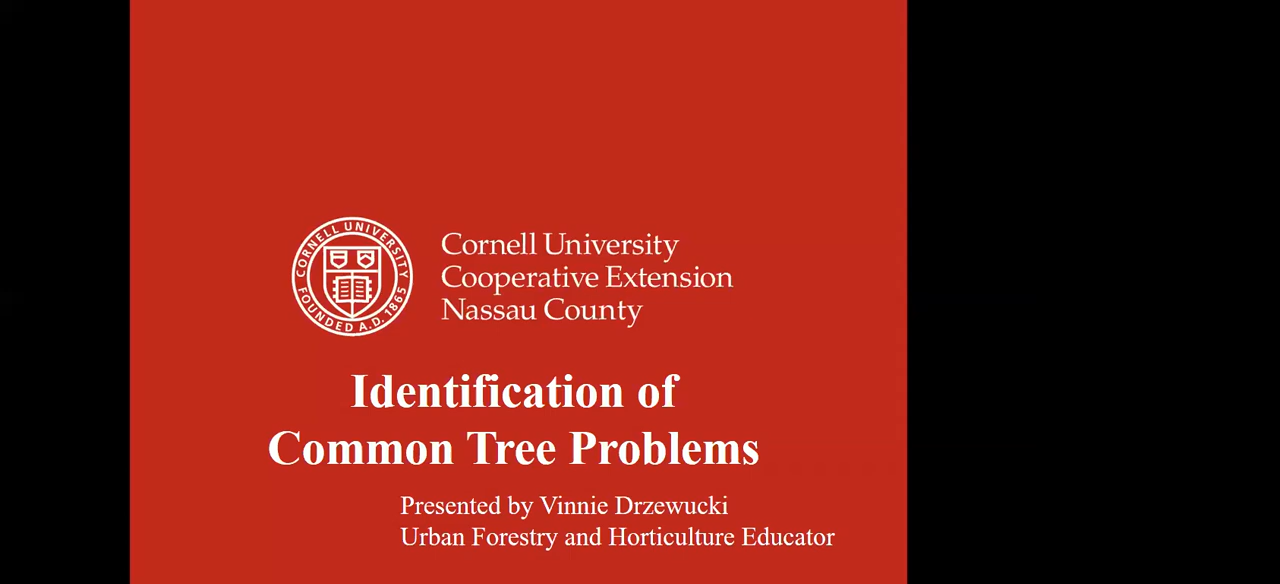 CORNELL UNIVERSITY
FOUNDED A.D. 1865
Cornell University
Cooperative Extension
Nassau County
Identification of
Common Tree Problems
Presented by Vinnie Drzewucki
Urban Forestry and Horticulture Educator